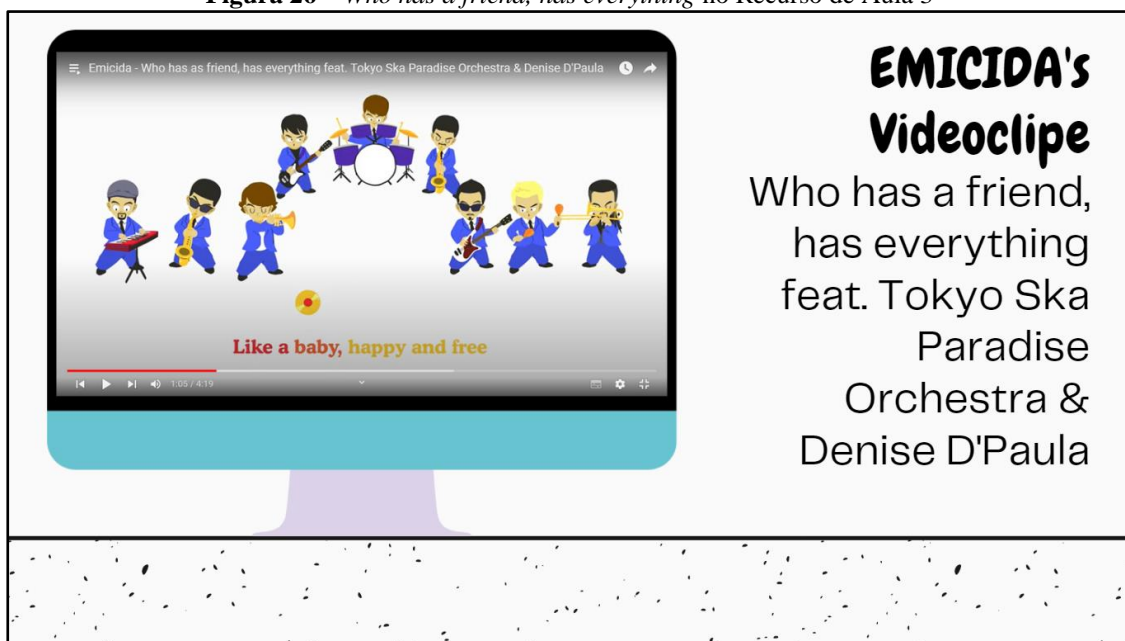 Figura 20 – Who has a friend, has everything no Recurso de Aula 3
Emicida - Who has as friend, has everything feat. Tokyo Ska Paradise Orchestra & Denise D'Paula
Like a baby, happy and free
1:05 / 4:19
EMICIDA's
Videoclipe
Who has a friend,
has everything
feat. Tokyo Ska
Paradise
Orchestra &
Denise D'Paula